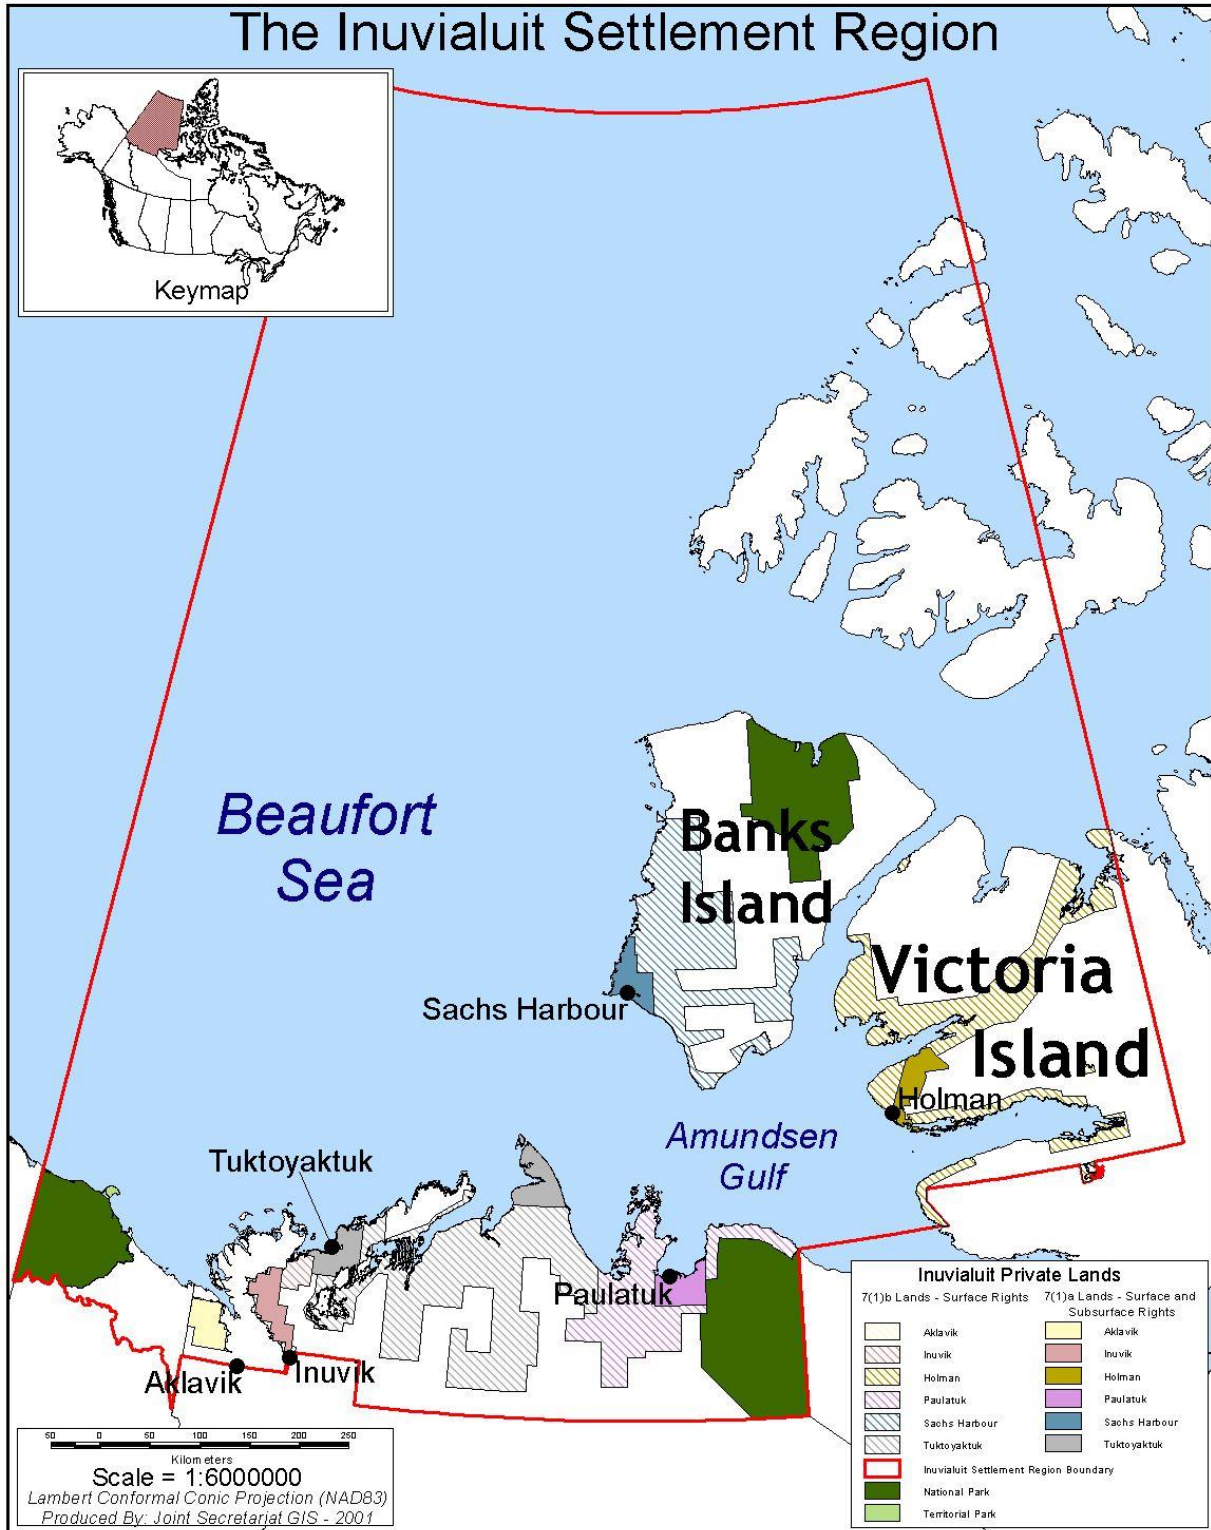 The Inuvialuit Settlement Region
Keymap
Beaufort
Sea
Banks
Island
Victoria
Island
Sachs Harbour
Holman
Amundsen
Gulf
Tuktoyaktuk
Paulatuk
Aklavik
Inuvik
50 0 50 100 150 200 250
Kilometers
Scale = 1:6000000
Lambert Conformal Conic Projection (NAD83)
Produced By: Joint Secretariat GIS - 2001
Inuvialuit Private Lands
7(1)b Lands - Surface Rights
7(1)a Lands - Surface and
Subsurface Rights
Aklavik Aklavik
Inuvik Inuvik
Holman Holman
Paulatuk Paulatuk
Sachs Harbour Sachs Harbour
Tuktoyaktuk Tuktoyaktuk
Inuvialuit Settlement Region Boundary
National Park
Territorial Park